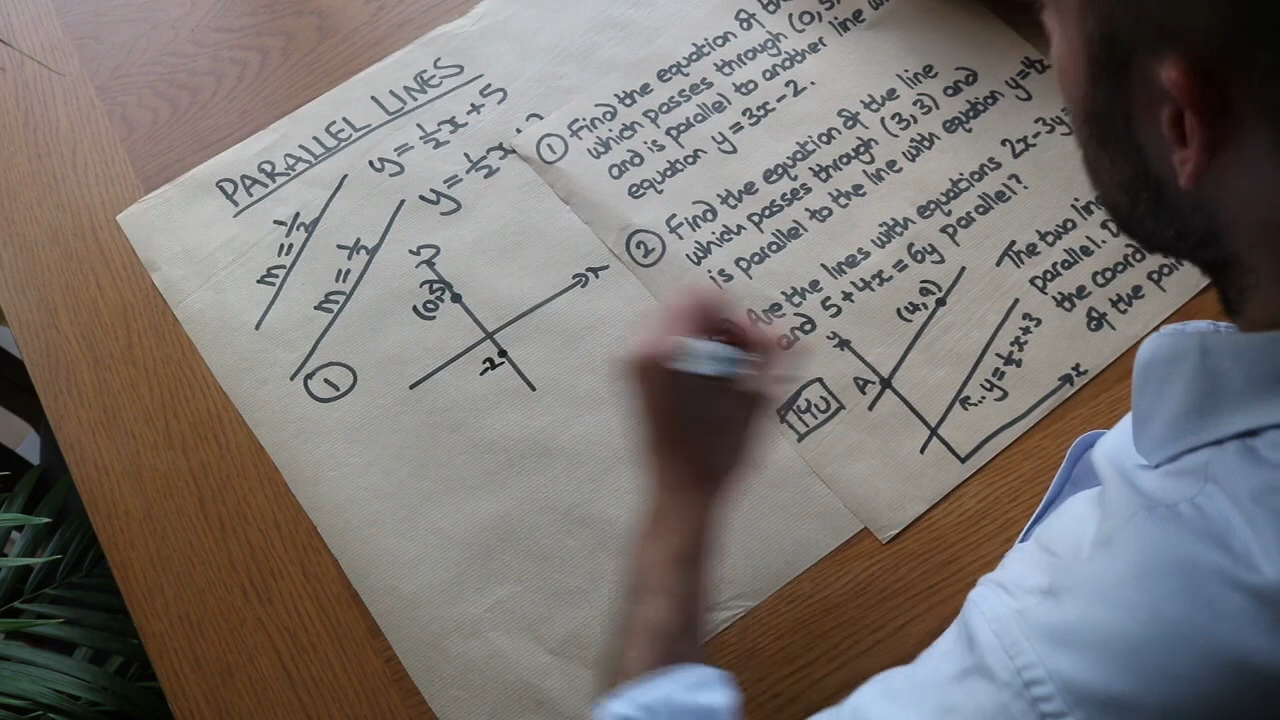 PARALLEL LINES
y = ½x + 5
y = ½x
m = ½
m = ½
①
y
x
(0,5)
-2
① Find the equation of the
which passes through (0,5
and is parallel to another line
equation y = 3x - 2.
② Find the equation of the line
which passes through (3, 3) and
is parallel to the line with equation y = 4x
Are the lines with equations 2x - 3y
and 5 + 4x = 6y parallel?
TYU
y
A
(4, 9)
y = ½x + 3
x
The two lin
parallel.
the coord
of the poin